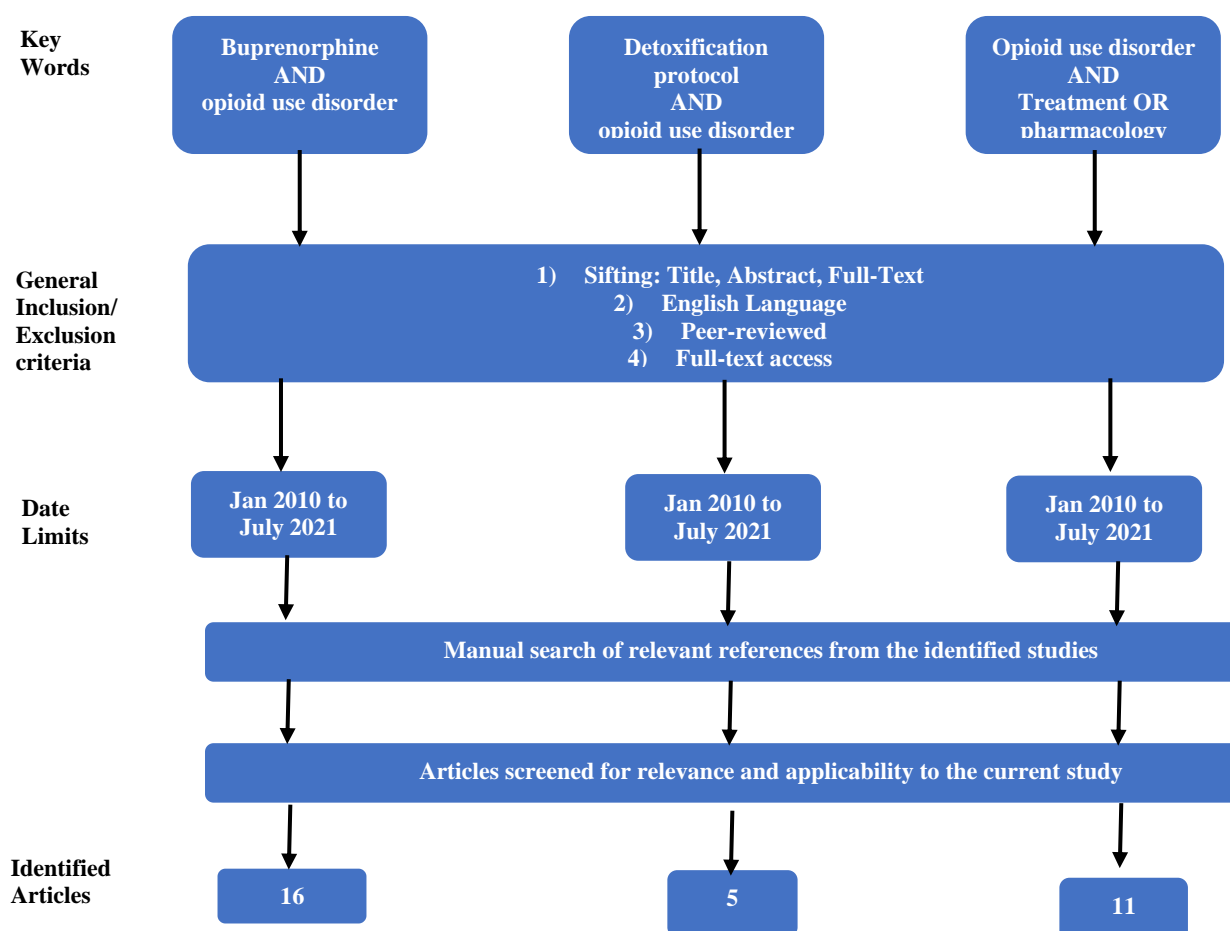 Key
Words
Buprenorphine
AND
opioid use disorder
Detoxification
protocol
AND
opioid use disorder
Opioid use disorder
AND
Treatment OR
pharmacology
General
Inclusion/
Exclusion
criteria
1) Sifting: Title, Abstract, Full-Text
2) English Language
3) Peer-reviewed
4) Full-text access
Date
Limits
Jan 2010 to
July 2021
Jan 2010 to
July 2021
Jan 2010 to
July 2021
Manual search of relevant references from the identified studies
Articles screened for relevance and applicability to the current study
Identified
Articles
16
5
11